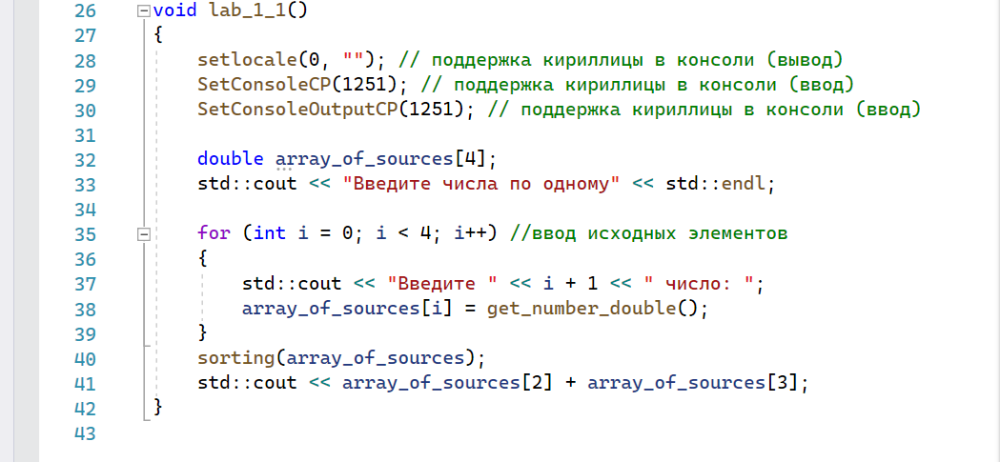 26 void lab_1_1()
27 {
28 setlocale(0, ""); // поддержка кириллицы в консоли (вывод)
29 SetConsoleCP(1251); // поддержка кириллицы в консоли (ввод)
30 SetConsoleOutputCP(1251); // поддержка кириллицы в консоли (ввод)
31
32 double array_of_sources[4];
33 std::cout << "Введите числа по одному" << std::endl;
34
35 for (int i = 0; i < 4; i++) //ввод исходных элементов
36 {
37 std::cout << "Введите " << i + 1 << " число: ";
38 array_of_sources[i] = get_number_double();
39 }
40 sorting(array_of_sources);
41 std::cout << array_of_sources[2] + array_of_sources[3];
42 }
43